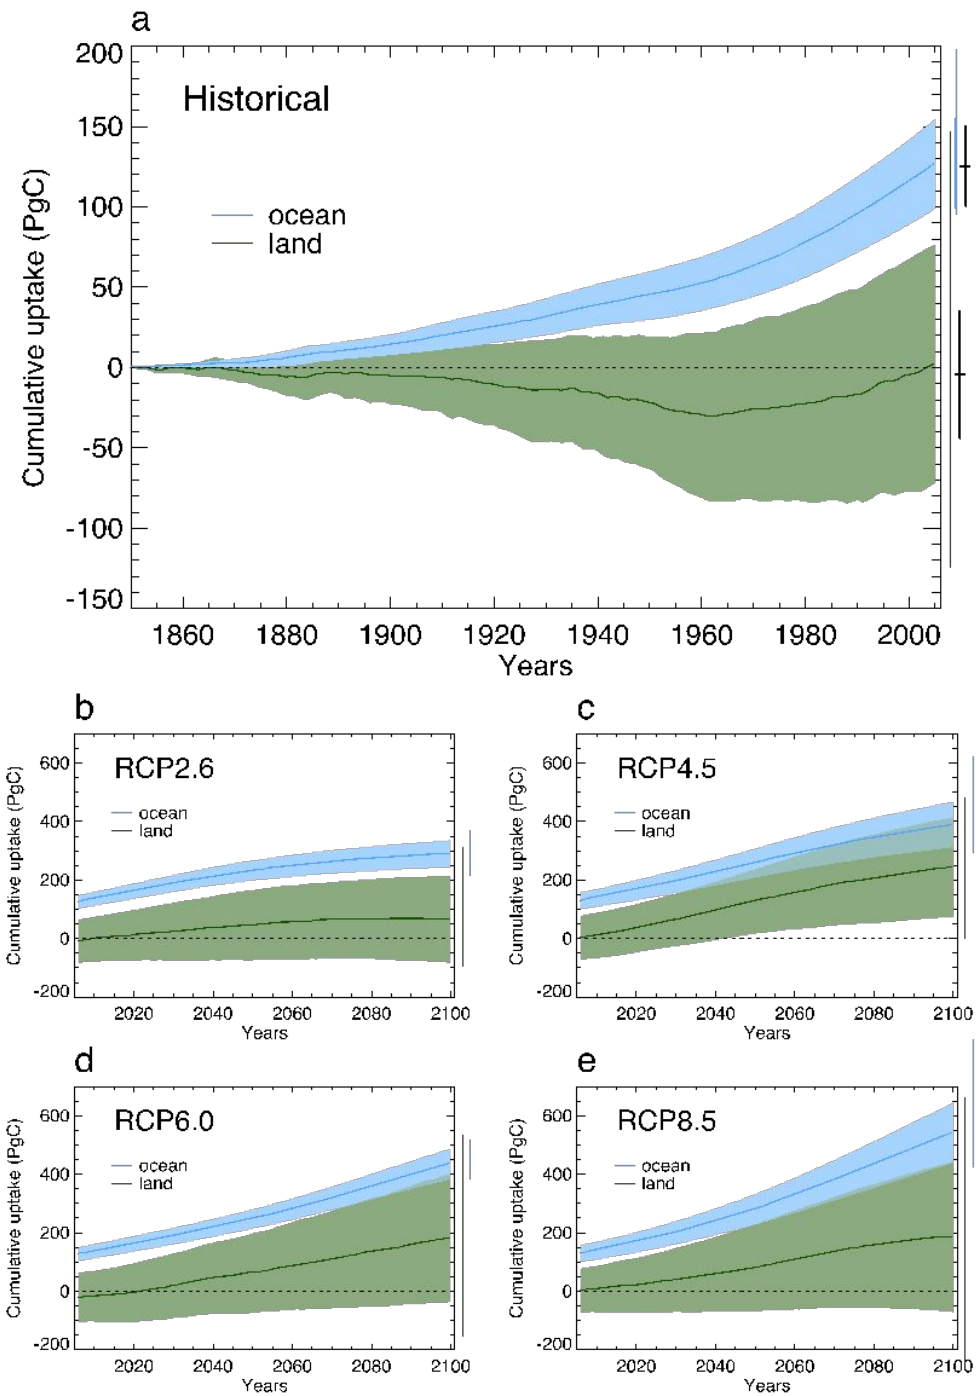 a
Historical
ocean
land
Cumulative uptake (PgC)
200
150
100
50
0
-50
-100
-150
1860 1880 1900 1920 1940 1960 1980 2000
Years
b
RCP2.6
ocean
land
Cumulative uptake (PgC)
600
400
200
0
-200
2020 2040 2060 2080 2100
Years
c
RCP4.5
ocean
land
Cumulative uptake (PgC)
600
400
200
0
-200
2020 2040 2060 2080 2100
Years
d
RCP6.0
ocean
land
Cumulative uptake (PgC)
600
400
200
0
-200
2020 2040 2060 2080 2100
Years
e
RCP8.5
ocean
land
Cumulative uptake (PgC)
600
400
200
0
-200
2020 2040 2060 2080 2100
Years